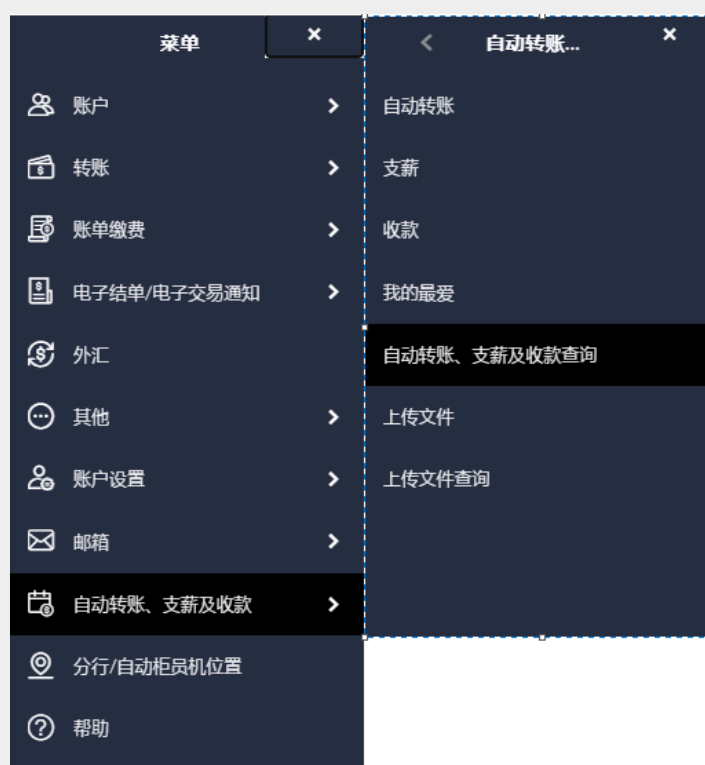 菜单
账户
转账
账单缴费
电子结单/电子交易通知
外汇
其他
账户设置
邮箱
自动转账、支薪及收款
分行/自动柜员机位置
帮助
自动转账...
自动转账
支薪
收款
我的最爱
自动转账、支薪及收款查询
上传文件
上传文件查询